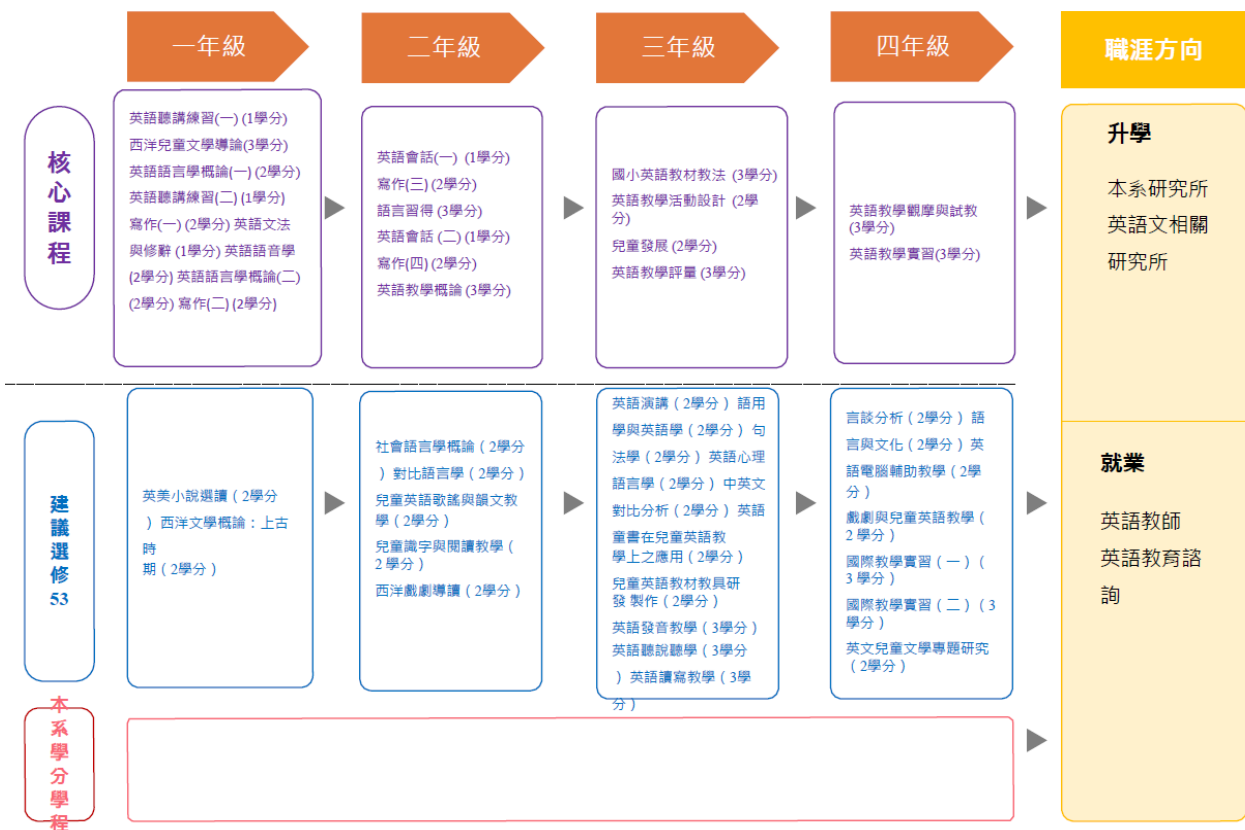 一年級
二年級
三年級
四年級
職涯方向
核心課程
英語聽講練習(一) (1學分)
西洋兒童文學導論(3學分)
英語語言學概論(一) (2學分)
英語聽講練習(二) (1學分)
寫作(一) (2學分) 英語文法
與修辭 (1學分) 英語語音學
(2學分) 英語語言學概論(二)
(2學分) 寫作(二) (2學分)
英語會話(一) (1學分)
寫作(三) (2學分)
語言習得 (3學分)
英語會話 (二) (1學分)
寫作(四) (2學分)
英語教學概論 (3學分)
國小英語教材教法 (3學分)
英語教學活動設計 (2學
分)
兒童發展 (2學分)
英語教學評量 (3學分)
英語教學觀摩與試教
(3學分)
英語教學實習(3學分)
升學
本系研究所
英語文相關
研究所
建議選修
53
英美小說選讀（2學分
）西洋文學概論：上古
時
期（2學分）
社會語言學概論（2學分
）對比語言學（2學分）
兒童英語歌謠與韻文教
學（2學分）
兒童識字與閱讀教學（
2 學分）
西洋戲劇導讀（2學分）
英語演講（2學分）語用
學與英語學（2學分）句
法學（2學分）英語心理
語言學（2學分）中英文
對比分析（2學分）英語
童書在兒童英語教
學上之應用（2學分）
兒童英語教材教具研
發 製作（2學分）
英語發音教學（3學分）
英語聽說聽學（3學分
）英語讀寫教學（3學
分）
言談分析（2學分）語
言與文化（2學分）英
語電腦輔助教學（2學
分）
戲劇與兒童英語教學（
2 學分）
國際教學實習（一）（
3 學分）
國際教學實習（二）（3
學分）
英文兒童文學專題研究
（2學分）
就業
英語教師
英語教育諮
詢
本系學分學程